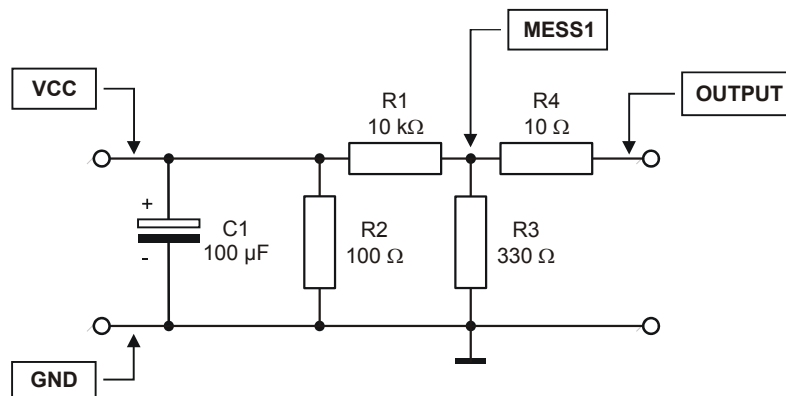 MESS1
VCC
OUTPUT
R1
10 kΩ
R4
10 Ω
+
-
C1
100 µF
R2
100 Ω
R3
330 Ω
GND